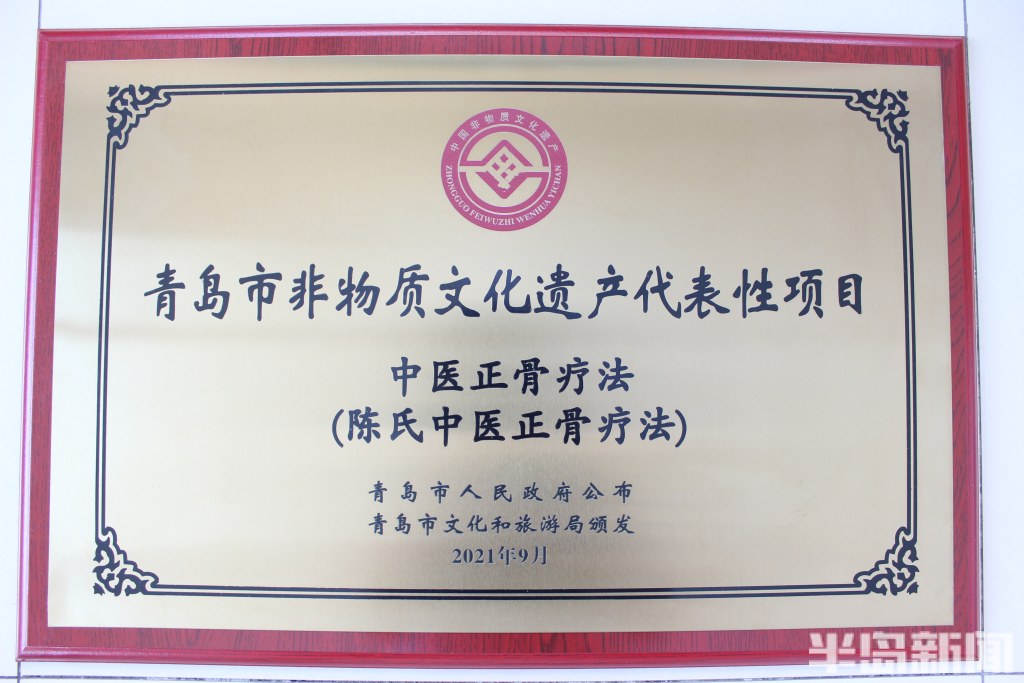 中国非物质文化遗产
ZHONGGUO FEIWUZHI WENHUA YICHAN
青岛市非物质文化遗产代表性项目
中医正骨疗法
(陈氏中医正骨疗法)
青岛市人民政府公布
青岛市文化和旅游局颁发
2021年9月
半岛新闻